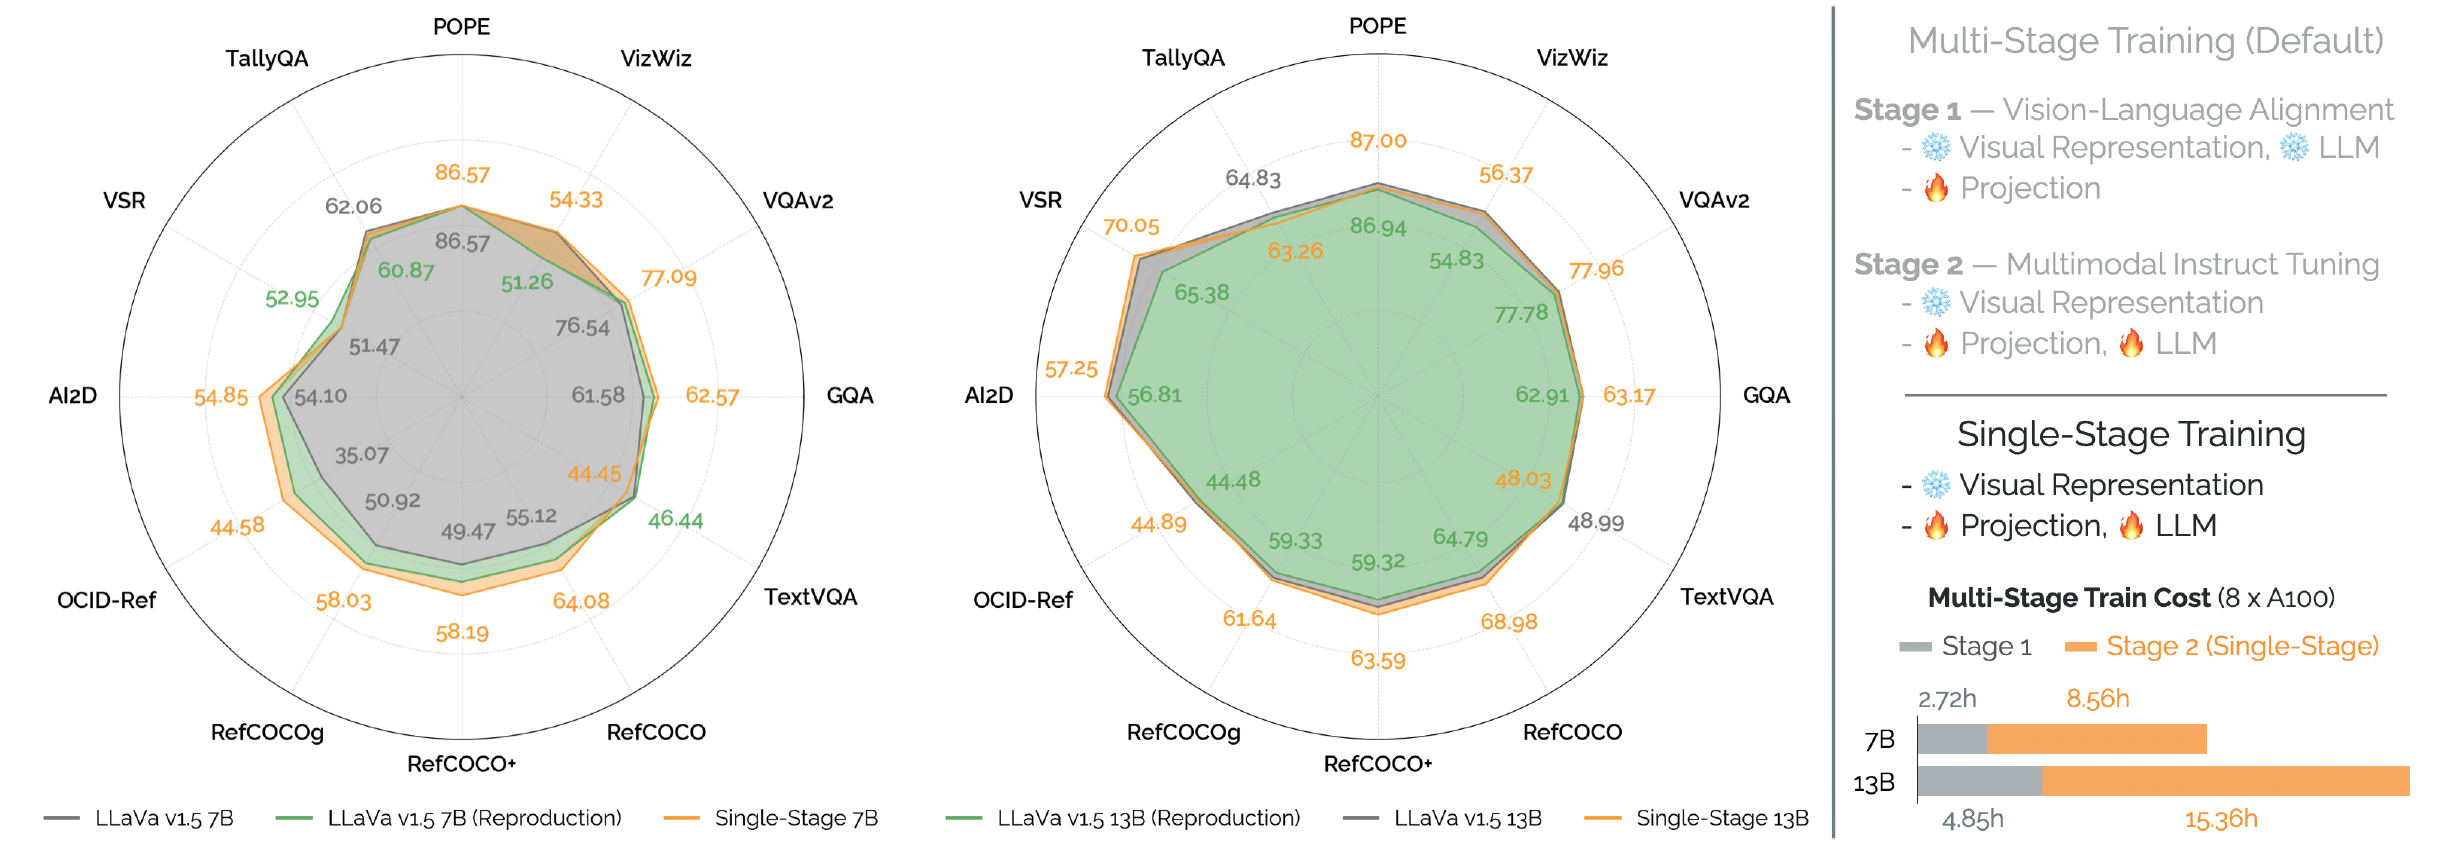 POPE
TallyQA
VizWiz
VSR
VQAv2
AI2D
GQA
OCID-Ref
TextVQA
RefCOCOg
RefCOCO
RefCOCO+
86.57
54.33
62.06
86.57
60.87
51.26
77.09
52.95
76.54
51.47
54.85
54.10
61.58
62.57
35.07
44.45
50.92
55.12
46.44
44.58
49.47
58.03
64.08
58.19
LLaVa v1.5 7B
LLaVa v1.5 7B (Reproduction)
Single-Stage 7B
POPE
TallyQA
VizWiz
VSR
VQAv2
AI2D
GQA
OCID-Ref
TextVQA
RefCOCOg
RefCOCO
RefCOCO+
87.00
64.83
56.37
70.05
86.94
63.26
54.83
77.96
65.38
77.78
57.25
56.81
62.91
63.17
44.48
48.03
44.89
59.33
64.79
48.99
59.32
61.64
68.98
63.59
LLaVa v1.5 13B (Reproduction)
LLaVa v1.5 13B
Single-Stage 13B
Multi-Stage Training (Default)
Stage 1 — Vision-Language Alignment
- ❄️ Visual Representation, ❄️ LLM
- 🔥 Projection
Stage 2 — Multimodal Instruct Tuning
- ❄️ Visual Representation
- 🔥 Projection, 🔥 LLM
Single-Stage Training
- ❄️ Visual Representation
- 🔥 Projection, 🔥 LLM
Multi-Stage Train Cost (8 x A100)
Stage 1
Stage 2 (Single-Stage)
2.72h
8.56h
7B
13B
4.85h
15.36h